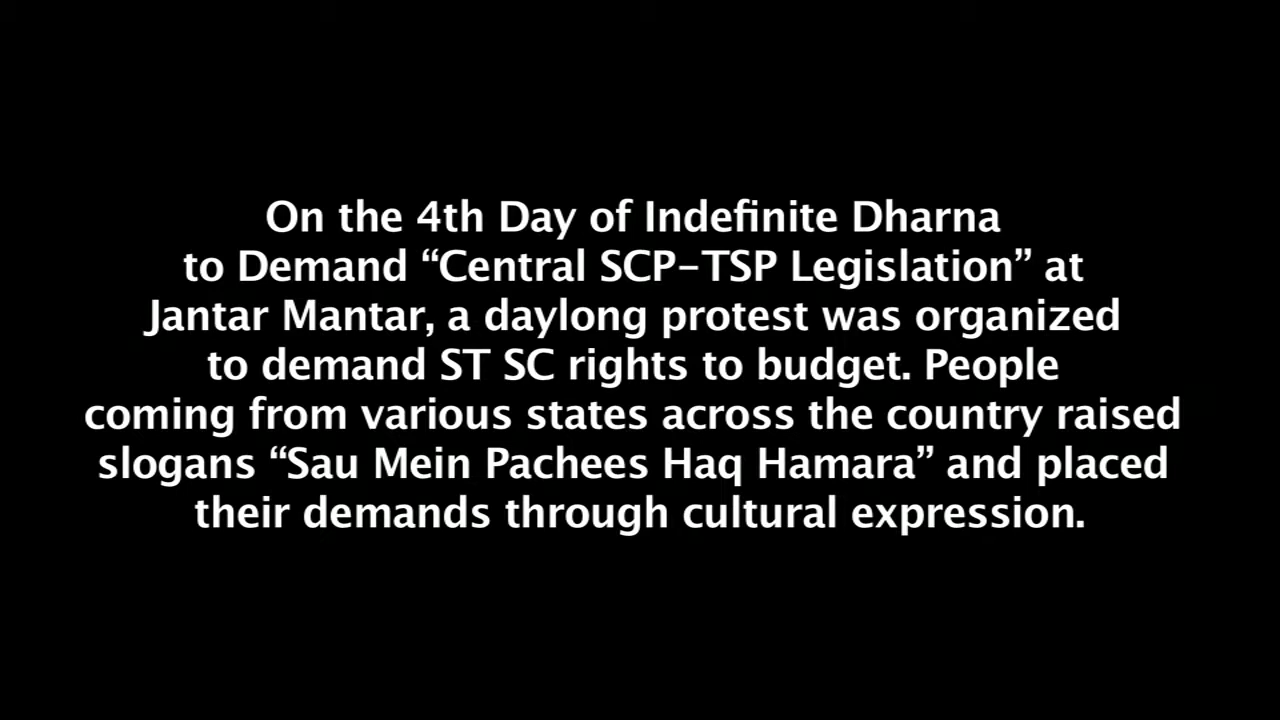 On the 4th Day of Indefinite Dharna
to Demand “Central SCP-TSP Legislation” at
Jantar Mantar, a daylong protest was organized
to demand ST SC rights to budget. People
coming from various states across the country raised
slogans “Sau Mein Pachees Haq Hamara” and placed
their demands through cultural expression.